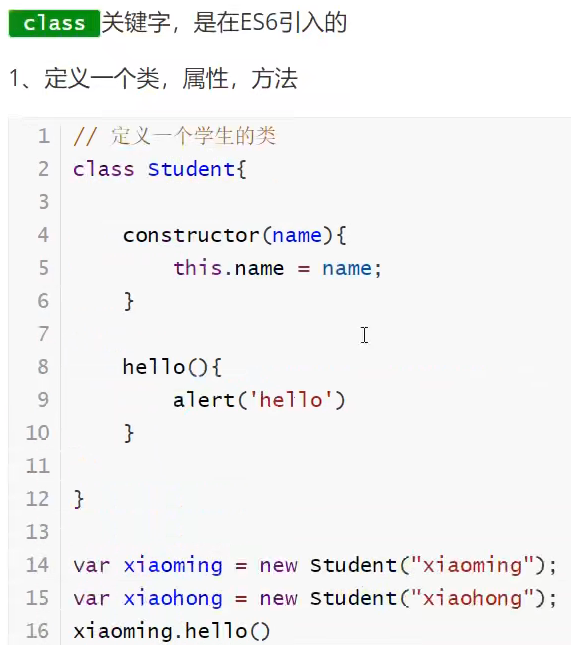 class关键字，是在ES6引入的
1、定义一个类，属性，方法
1 // 定义一个学生的类
2 class Student{
3
4     constructor(name){
5         this.name = name;
6     }
7
8     hello(){
9         alert('hello')
10     }
11
12 }
13
14 var xiaoming = new Student("xiaoming");
15 var xiaohong = new Student("xiaohong");
16 xiaoming.hello()